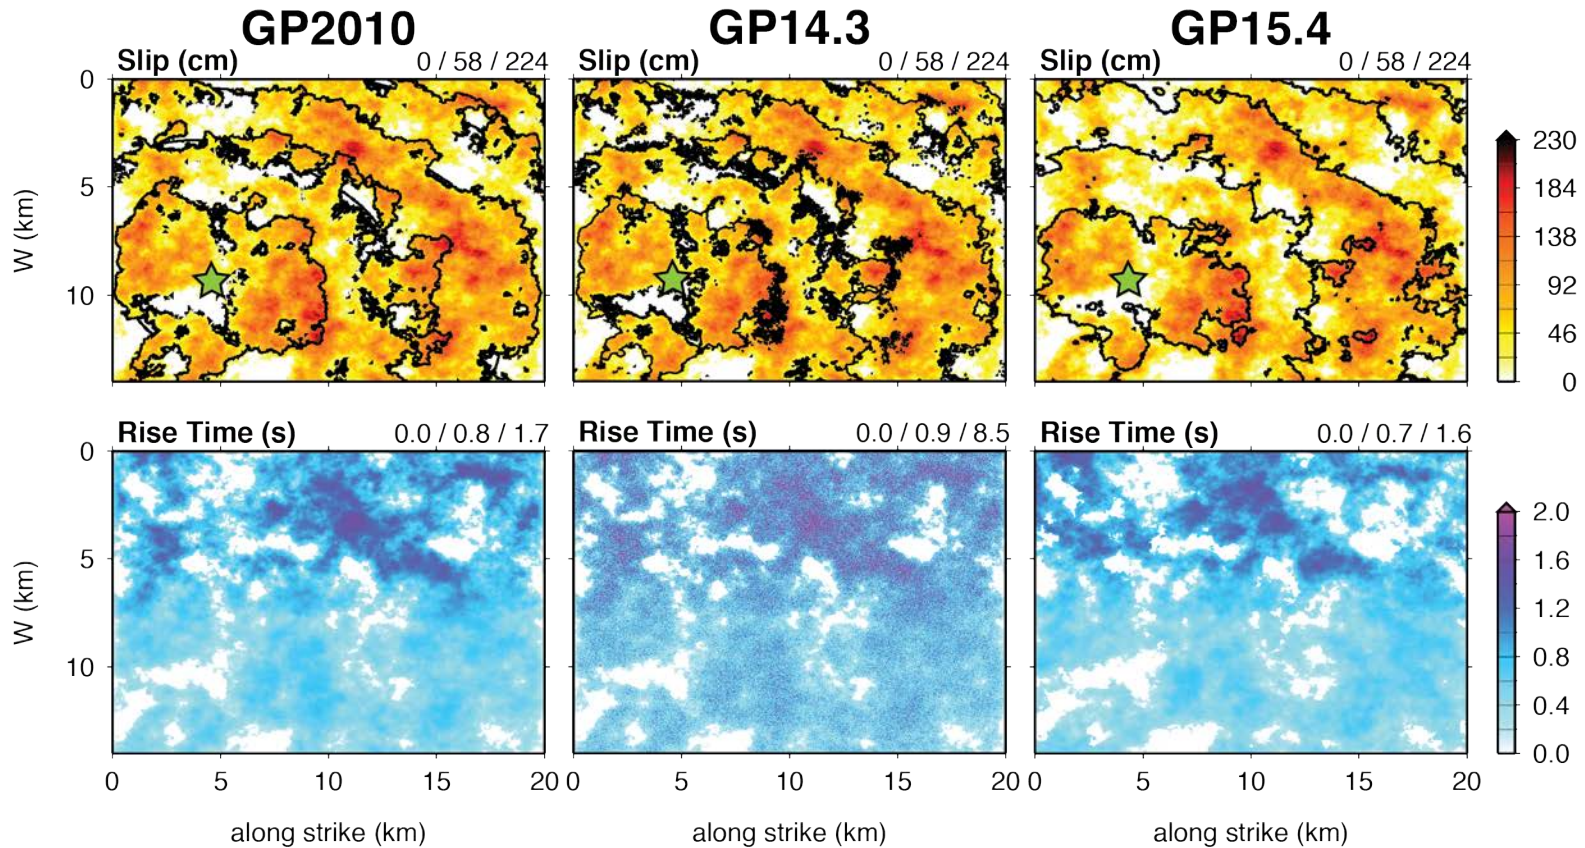 GP2010 GP14.3 GP15.4
Slip (cm) 0 / 58 / 224 Slip (cm) 0 / 58 / 224 Slip (cm) 0 / 58 / 224
0
5
10
W (km)
230
184
138
92
46
0
Rise Time (s) 0.0 / 0.8 / 1.7 Rise Time (s) 0.0 / 0.9 / 8.5 Rise Time (s) 0.0 / 0.7 / 1.6
0
5
10
W (km)
2.0
1.6
1.2
0.8
0.4
0.0
0 5 10 15 20 0 5 10 15 20 0 5 10 15 20
along strike (km) along strike (km) along strike (km)